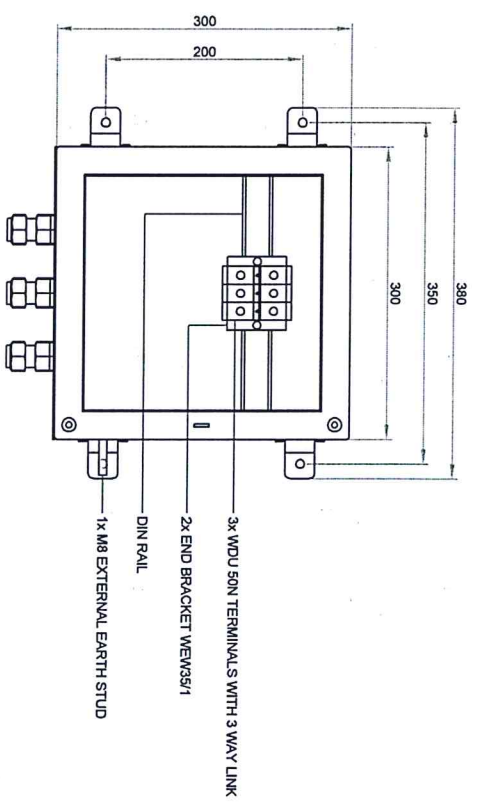 300
200
300
350
380
3x WDU 50N TERMINALS WITH 3 WAY LINK
2x END BRACKET WEW35/1
DIN RAIL
1x M8 EXTERNAL EARTH STUD